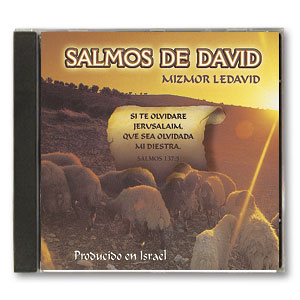 SALMOS DE DAVID
MIZMOR LEDAVID
SI TE OLVIDARE
JERUSALAIM,
QUE SEA OLVIDADA
MI DIESTRA.
SALMOS 137:5
Producido en Israel